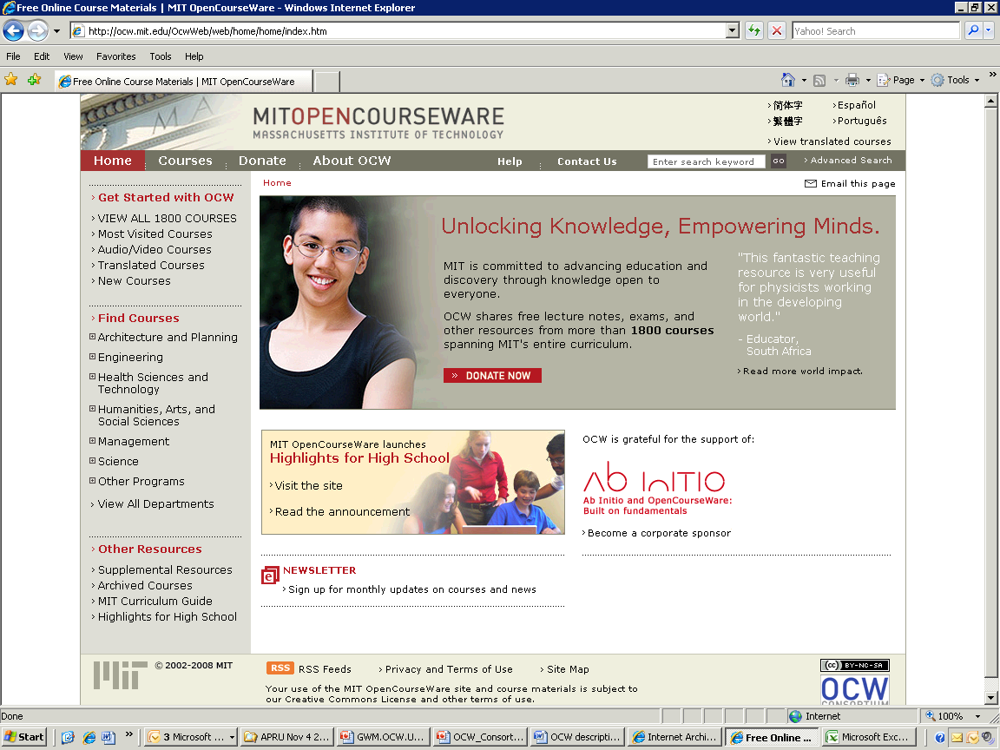 Free Online Course Materials | MIT OpenCourseWare - Windows Internet Explorer
http://ocw.mit.edu/OcwWeb/web/home/home/index.htm
Yahoo! Search
File Edit View Favorites Tools Help
Free Online Course Materials | MIT OpenCourseWare
Page Tools
MA
MITOPENCOURSEWARE
MASSACHUSETTS INSTITUTE OF TECHNOLOGY
简体字 Español
繁體字 Português
View translated courses
Home Courses Donate About OCW Help Contact Us Enter search keyword GO Advanced Search
Get Started with OCW
VIEW ALL 1800 COURSES
Most Visited Courses
Audio/Video Courses
Translated Courses
New Courses
Find Courses
Architecture and Planning
Engineering
Health Sciences and
Technology
Humanities, Arts, and
Social Sciences
Management
Science
Other Programs
View All Departments
Other Resources
Supplemental Resources
Archived Courses
MIT Curriculum Guide
Highlights for High School
Home
Email this page
Unlocking Knowledge, Empowering Minds.
MIT is committed to advancing education and
discovery through knowledge open to
everyone.
OCW shares free lecture notes, exams, and
other resources from more than 1800 courses
spanning MIT's entire curriculum.
» DONATE NOW
"This fantastic teaching
resource is very useful
for physicists working
in the developing
world."
- Educator,
South Africa
Read more world impact.
MIT OpenCourseWare launches
Highlights for High School
Visit the site
Read the announcement
OCW is grateful for the support of:
Ab Initio
Ab Initio and OpenCourseWare:
Built on fundamentals
Become a corporate sponsor
e NEWSLETTER
Sign up for monthly updates on courses and news
MIT © 2002-2008 MIT
RSS RSS Feeds Privacy and Terms of Use Site Map
Your use of the MIT OpenCourseWare site and course materials is subject to
our Creative Commons License and other terms of use.
cc BY-NC-SA
OCW
CONSORTIUM
Done Internet 100%
Start 3 Microsoft ... APRU Nov 4 2... GWM.OCW.U... OCW_Consort... OCW descripti... Internet Archi... Free Online ... Microsoft Exc...